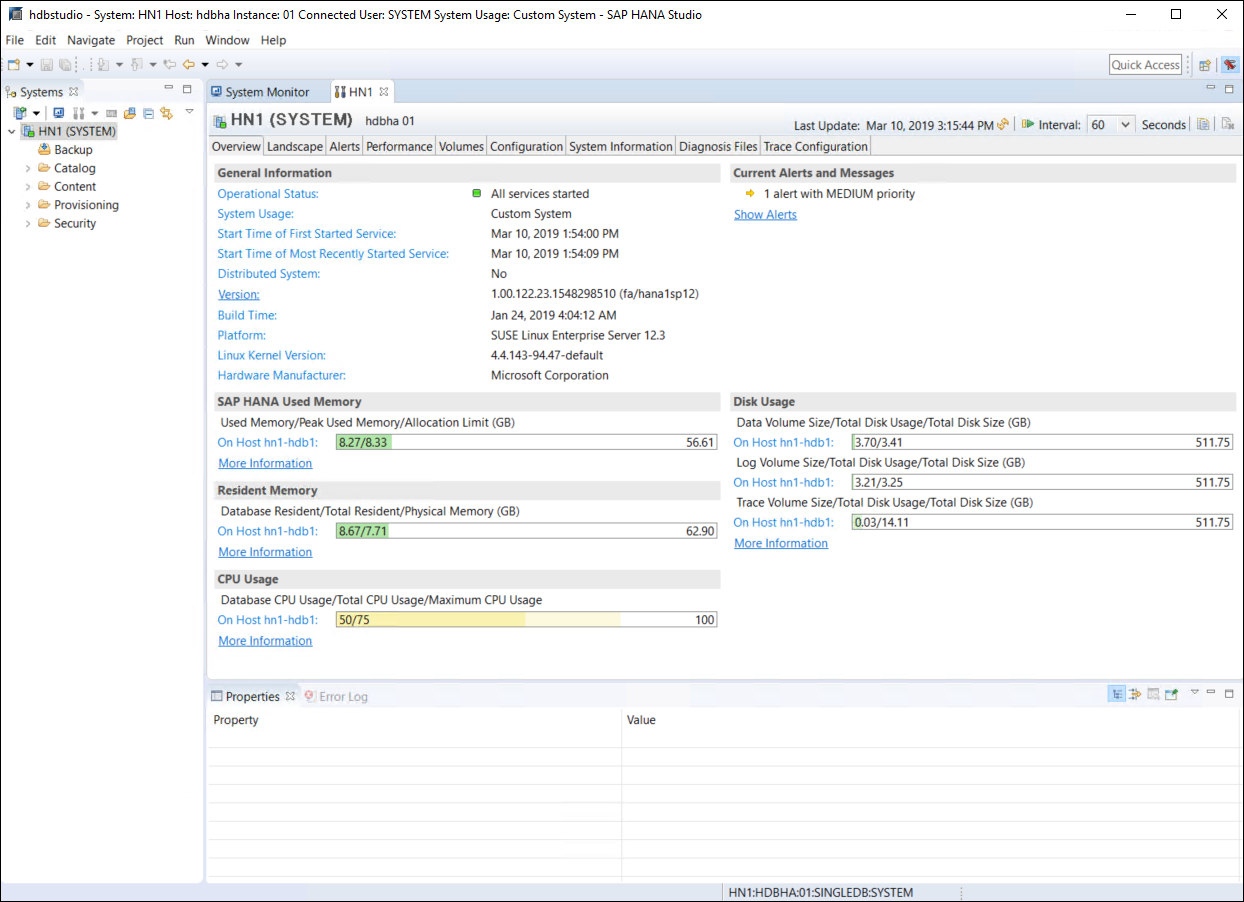 hdbstudio - System: HN1 Host: hdbha Instance: 01 Connected User: SYSTEM System Usage: Custom System - SAP HANA Studio
File Edit Navigate Project Run Window Help
Quick Access
Systems
System Monitor HN1
HN1 (SYSTEM)
Backup
Catalog
Content
Provisioning
Security
HN1 (SYSTEM) hdbha 01
Last Update: Mar 10, 2019 3:15:44 PM Interval: 60 Seconds
Overview Landscape Alerts Performance Volumes Configuration System Information Diagnosis Files Trace Configuration
General Information
Operational Status: All services started
System Usage: Custom System
Start Time of First Started Service: Mar 10, 2019 1:54:00 PM
Start Time of Most Recently Started Service: Mar 10, 2019 1:54:09 PM
Distributed System: No
Version: 1.00.122.23.1548298510 (fa/hana1sp12)
Build Time: Jan 24, 2019 4:04:12 AM
Platform: SUSE Linux Enterprise Server 12.3
Linux Kernel Version: 4.4.143-94.47-default
Hardware Manufacturer: Microsoft Corporation
Current Alerts and Messages
1 alert with MEDIUM priority
Show Alerts
SAP HANA Used Memory
Used Memory/Peak Used Memory/Allocation Limit (GB)
On Host hn1-hdb1: 8.27/8.33 56.61
More Information
Resident Memory
Database Resident/Total Resident/Physical Memory (GB)
On Host hn1-hdb1: 8.67/7.71 62.90
More Information
CPU Usage
Database CPU Usage/Total CPU Usage/Maximum CPU Usage
On Host hn1-hdb1: 50/75 100
More Information
Disk Usage
Data Volume Size/Total Disk Usage/Total Disk Size (GB)
On Host hn1-hdb1: 3.70/3.41 511.75
Log Volume Size/Total Disk Usage/Total Disk Size (GB)
On Host hn1-hdb1: 3.21/3.25 511.75
Trace Volume Size/Total Disk Usage/Total Disk Size (GB)
On Host hn1-hdb1: 0.03/14.11 511.75
More Information
Properties Error Log
Property Value
HN1:HDBHA:01:SINGLEDB:SYSTEM